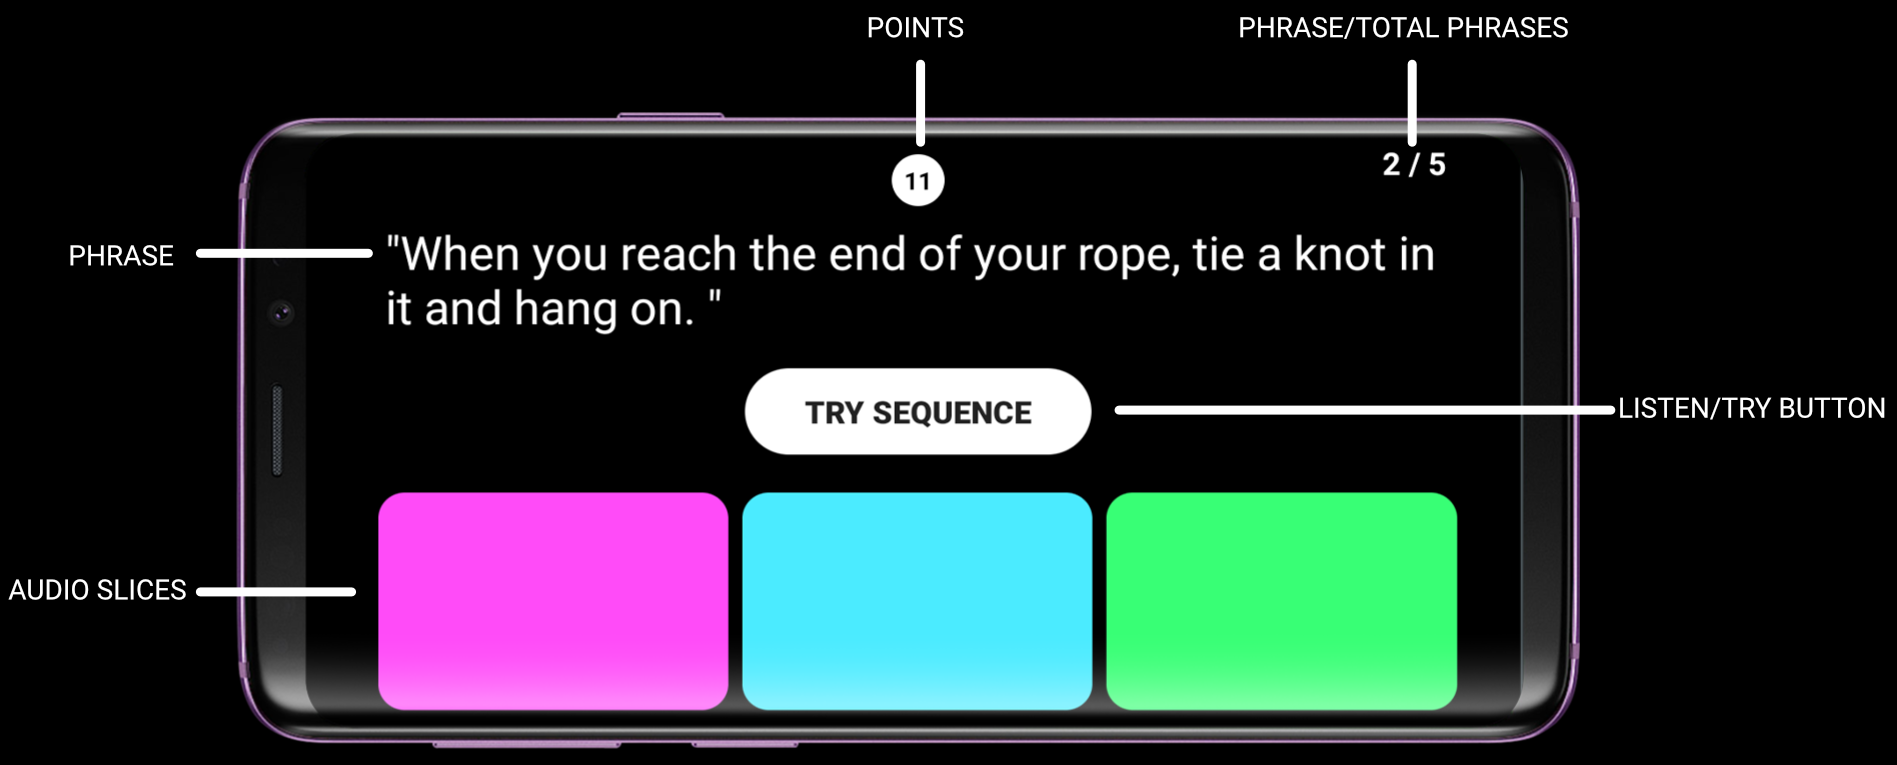 POINTS
PHRASE/TOTAL PHRASES
11
2 / 5
PHRASE
"When you reach the end of your rope, tie a knot in
it and hang on. "
TRY SEQUENCE
LISTEN/TRY BUTTON
AUDIO SLICES